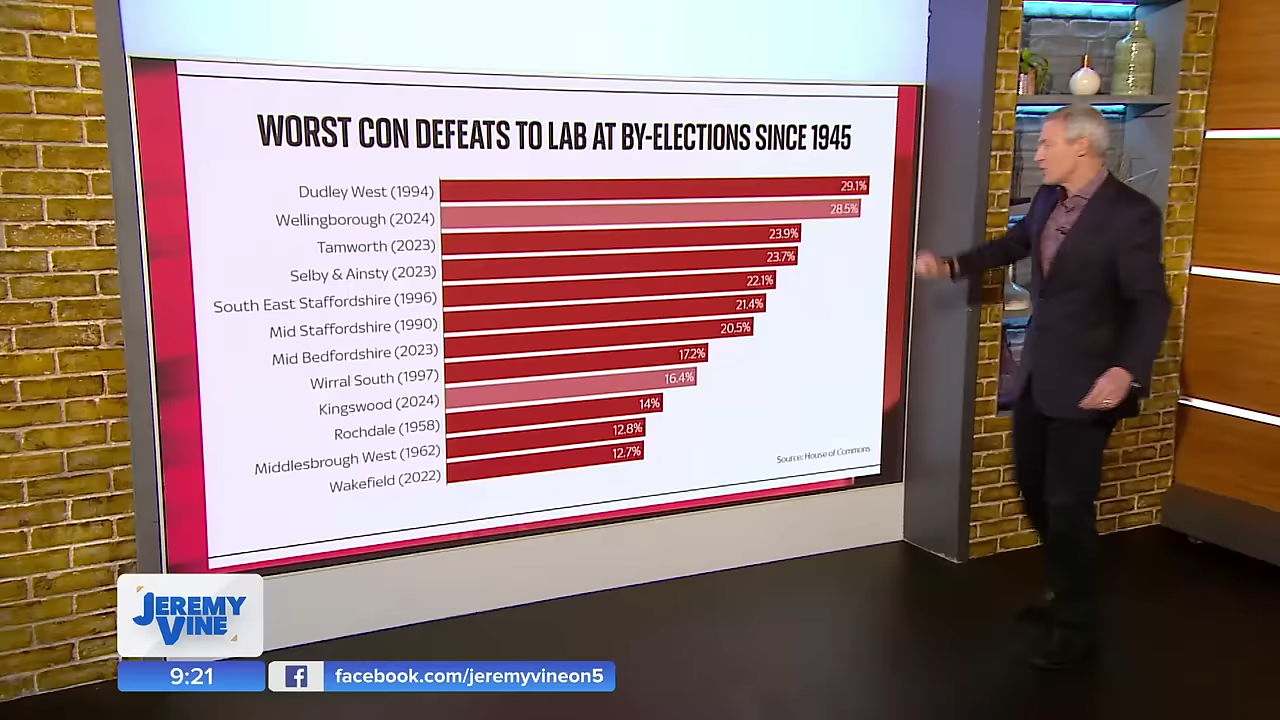 WORST CON DEFEATS TO LAB AT BY-ELECTIONS SINCE 1945
Dudley West (1994) 29.1%
Wellingborough (2024) 28.5%
Tamworth (2023) 23.9%
Selby & Ainsty (2023) 23.7%
South East Staffordshire (1996) 22.1%
Mid Staffordshire (1990) 21.4%
Mid Bedfordshire (2023) 20.5%
Wirral South (1997) 17.2%
Kingswood (2024) 16.4%
Rochdale (1958) 14%
Middlesbrough West (1962) 12.8%
Wakefield (2022) 12.7%
Source: House of Commons
JEREMY
VINE
9:21 facebook.com/jeremyvineon5